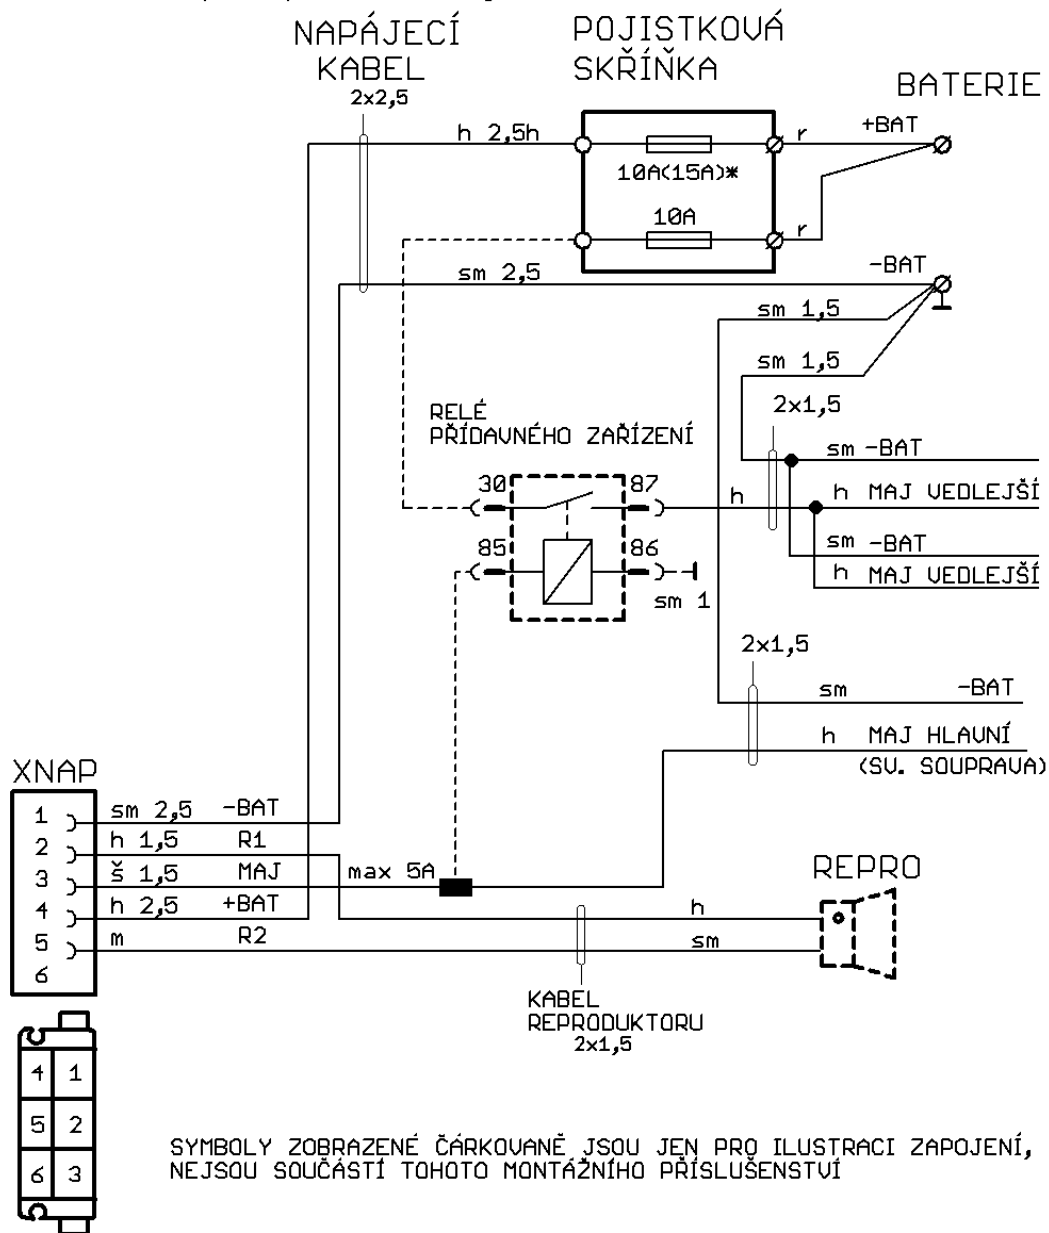 NAPÁJECÍ
KABEL
2x2,5
POJISTKOVÁ
SKŘÍŇKA
BATERIE
h 2,5h
r
+BAT
10A(15A)*
10A
r
sm 2,5
-BAT
sm 1,5
sm 1,5
2x1,5
RELÉ
PŘÍDAVNÉHO ZAŘÍZENÍ
sm -BAT
30
87
h
h MAJ VEDLEJŠÍ
85
86
sm -BAT
h MAJ VEDLEJŠÍ
sm 1
2x1,5
sm
-BAT
h
MAJ HLAVNÍ
(SV. SOUPRAVA)
XNAP
1
sm 2,5
-BAT
2
h 1,5
R1
3
š 1,5
MAJ
max 5A
4
h 2,5
+BAT
5
m
R2
6
REPRO
h
sm
KABEL
REPRODUKTORU
2x1,5
4 1
5 2
6 3
SYMBOLY ZOBRAZENÉ ČÁRKOVANĚ JSOU JEN PRO ILUSTRACI ZAPOJENÍ,
NEJSOU SOUČÁSTÍ TOHOTO MONTÁŽNÍHO PŘÍSLUŠENSTVÍ